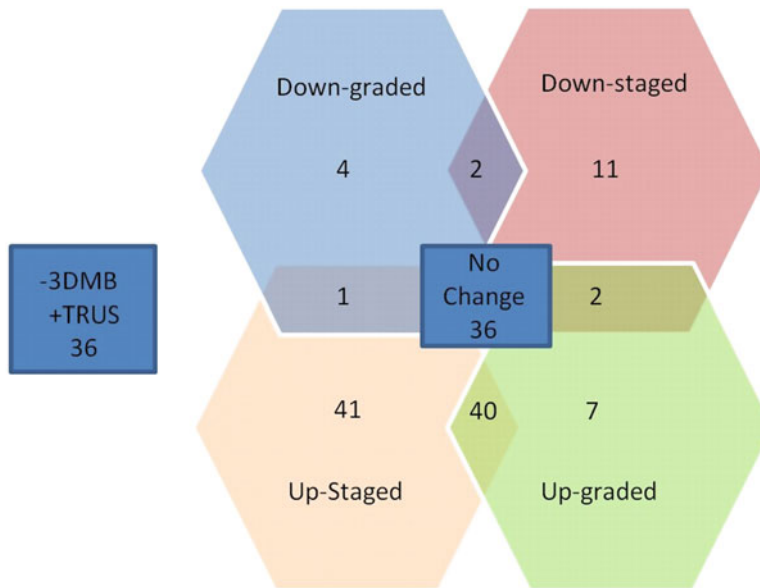 Down-graded
Down-staged
4
2
11
-3DMB
+TRUS
36
No
Change
36
1
2
41
40
7
Up-Staged
Up-graded